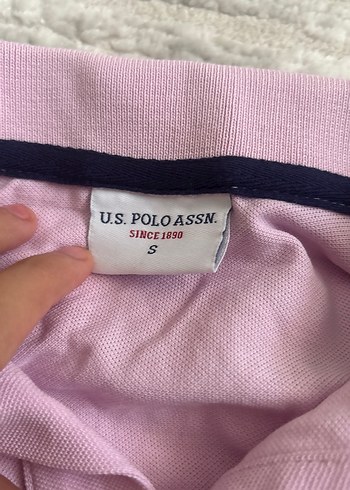 U.S. POLO ASSN.
SINCE 1890
S